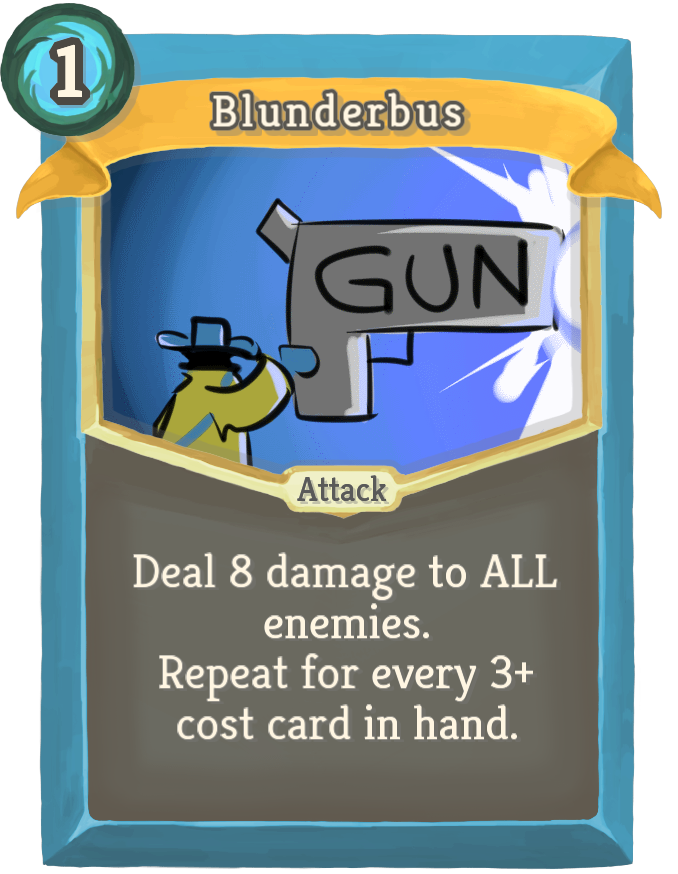 1
Blunderbus
GUN
Attack
Deal 8 damage to ALL
enemies.
Repeat for every 3+
cost card in hand.